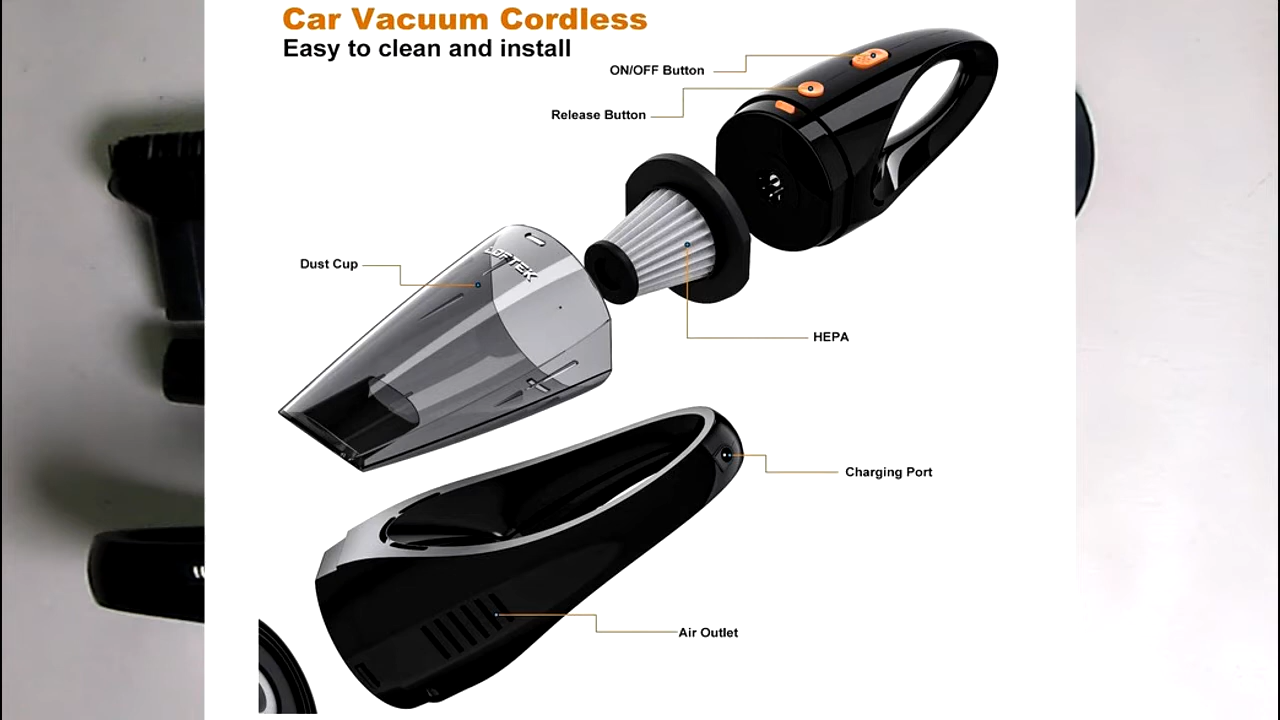 Car Vacuum Cordless
Easy to clean and install
ON/OFF Button
Release Button
Dust Cup
LOFTEK
HEPA
Charging Port
Air Outlet